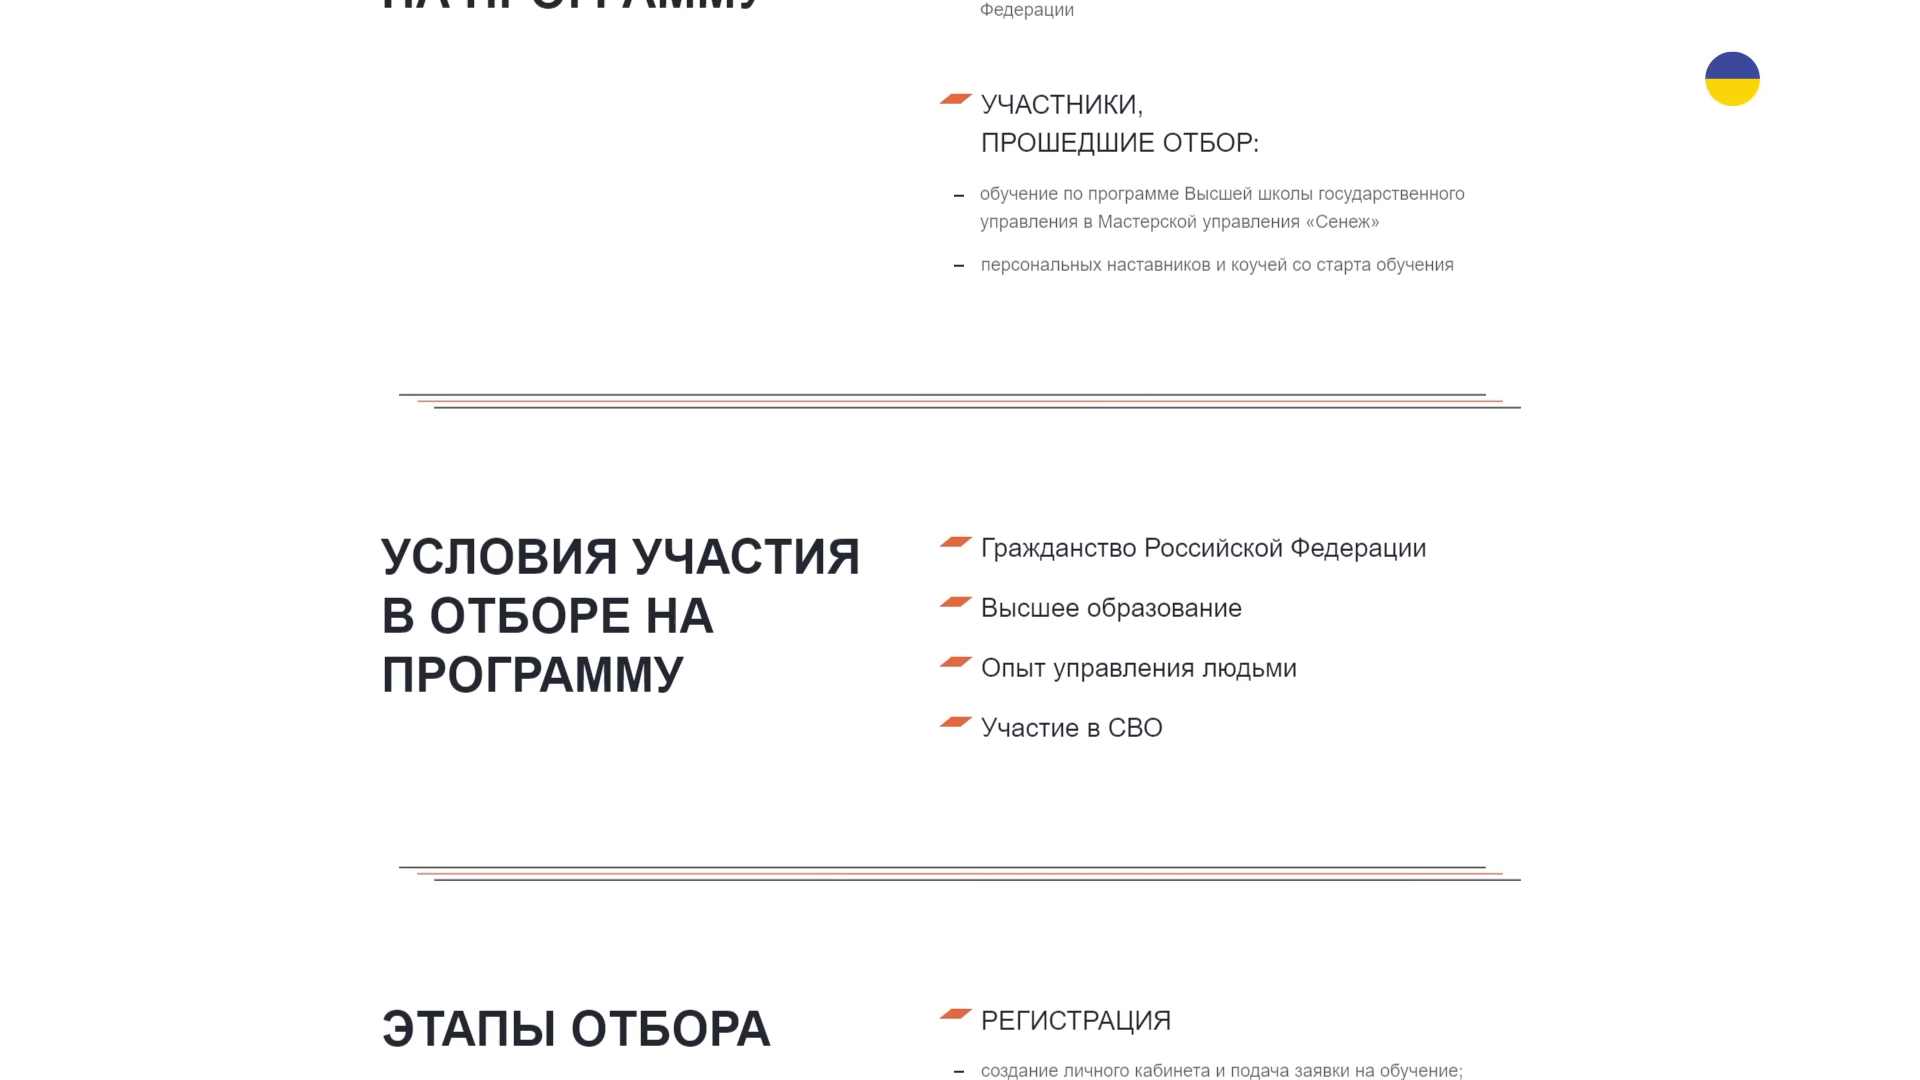 НА ПРОГРАММУ
Федерации
УЧАСТНИКИ,
ПРОШЕДШИЕ ОТБОР:
– обучение по программе Высшей школы государственного
управления в Мастерской управления «Сенеж»
– персональных наставников и коучей со старта обучения
УСЛОВИЯ УЧАСТИЯ
В ОТБОРЕ НА
ПРОГРАММУ
Гражданство Российской Федерации
Высшее образование
Опыт управления людьми
Участие в СВО
ЭТАПЫ ОТБОРА
РЕГИСТРАЦИЯ
– создание личного кабинета и подача заявки на обучение;